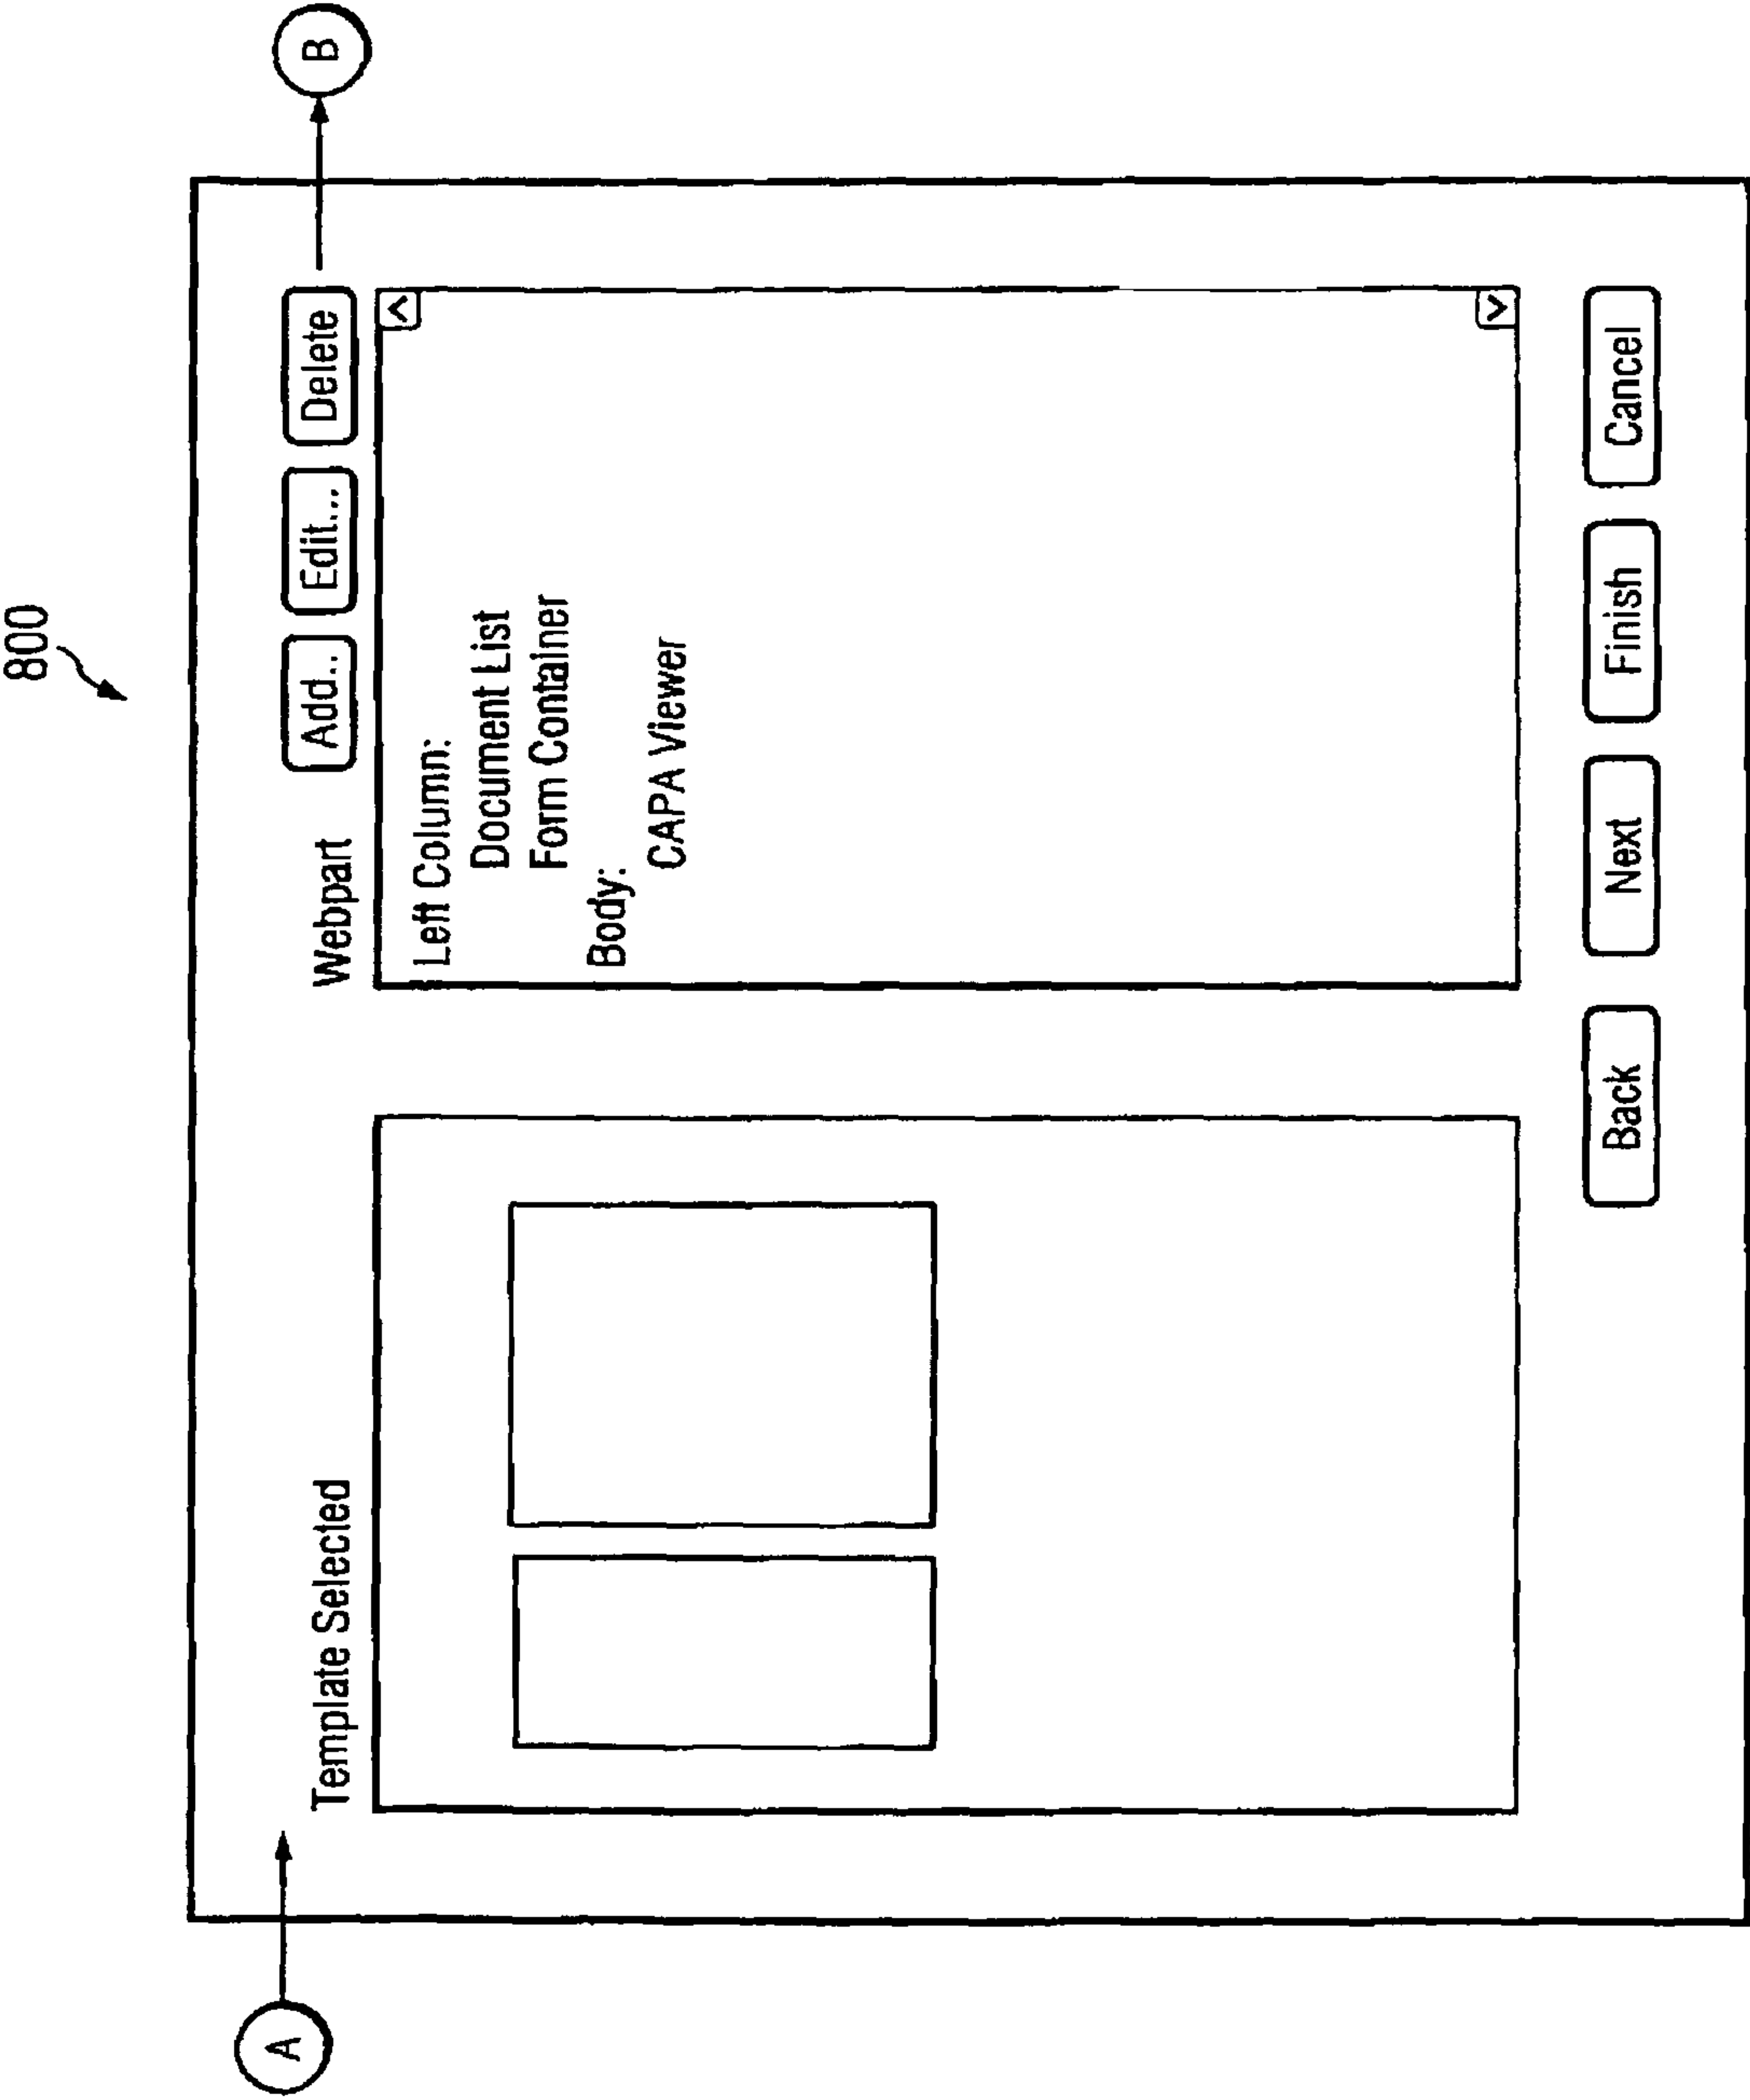 800
A
B
Template Selected
Webpart
Add..
Edit...
Delete
Left Column:
Document List
Form Container
Body:
CAPA Viewer
Back
Next
Finish
Cancel